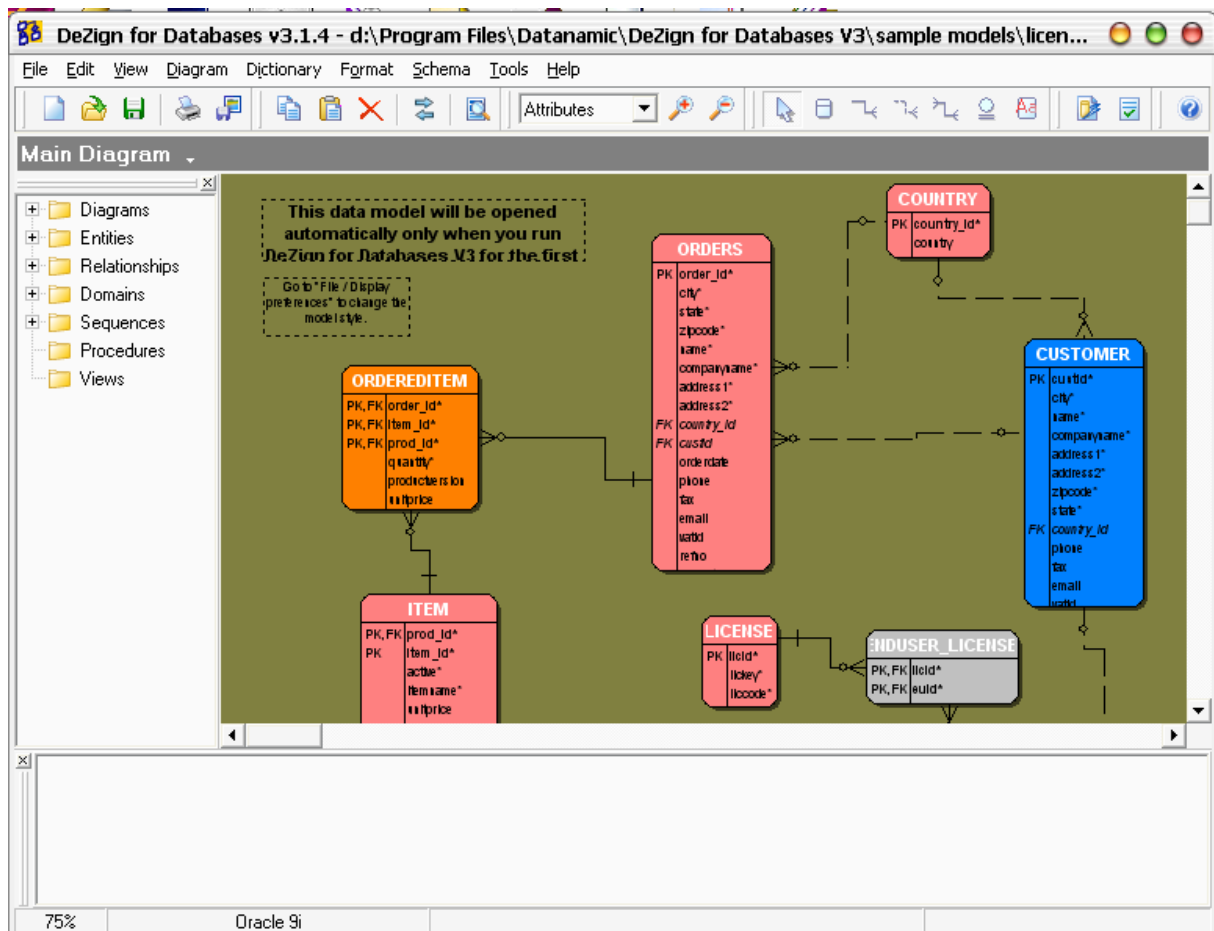 DeZign for Databases v3.1.4 - d:\Program Files\Datanamic\DeZign for Databases V3\sample models\licen...
File Edit View Diagram Dictionary Format Schema Tools Help
Attributes
Main Diagram
Diagrams
Entities
Relationships
Domains
Sequences
Procedures
Views
This data model will be opened
automatically only when you run
DeZign for Databases V3 for the first
Go to "File / Display
preferences" to change the
model style.
ORDEREDITEM
PK,FK order_id*
PK,FK item_id*
PK,FK prod_id*
quantity*
productversion
unitprice
ITEM
PK,FK prod_id*
PK item_id*
active*
itemname*
unitprice
ORDERS
PK order_id*
city*
state*
zipcode*
name*
companyname*
address1*
address2*
FK country_id
FK custid
orderdate
phone
fax
email
vatid
refno
COUNTRY
PK country_id*
country
CUSTOMER
PK custid*
city*
name*
companyname*
address1*
address2*
zipcode*
state*
FK country_id
phone
fax
email
vatid
LICENSE
PK licid*
lickey*
liccode*
ENDUSER_LICENSE
PK,FK licid*
PK,FK euid*
75% Oracle 9i